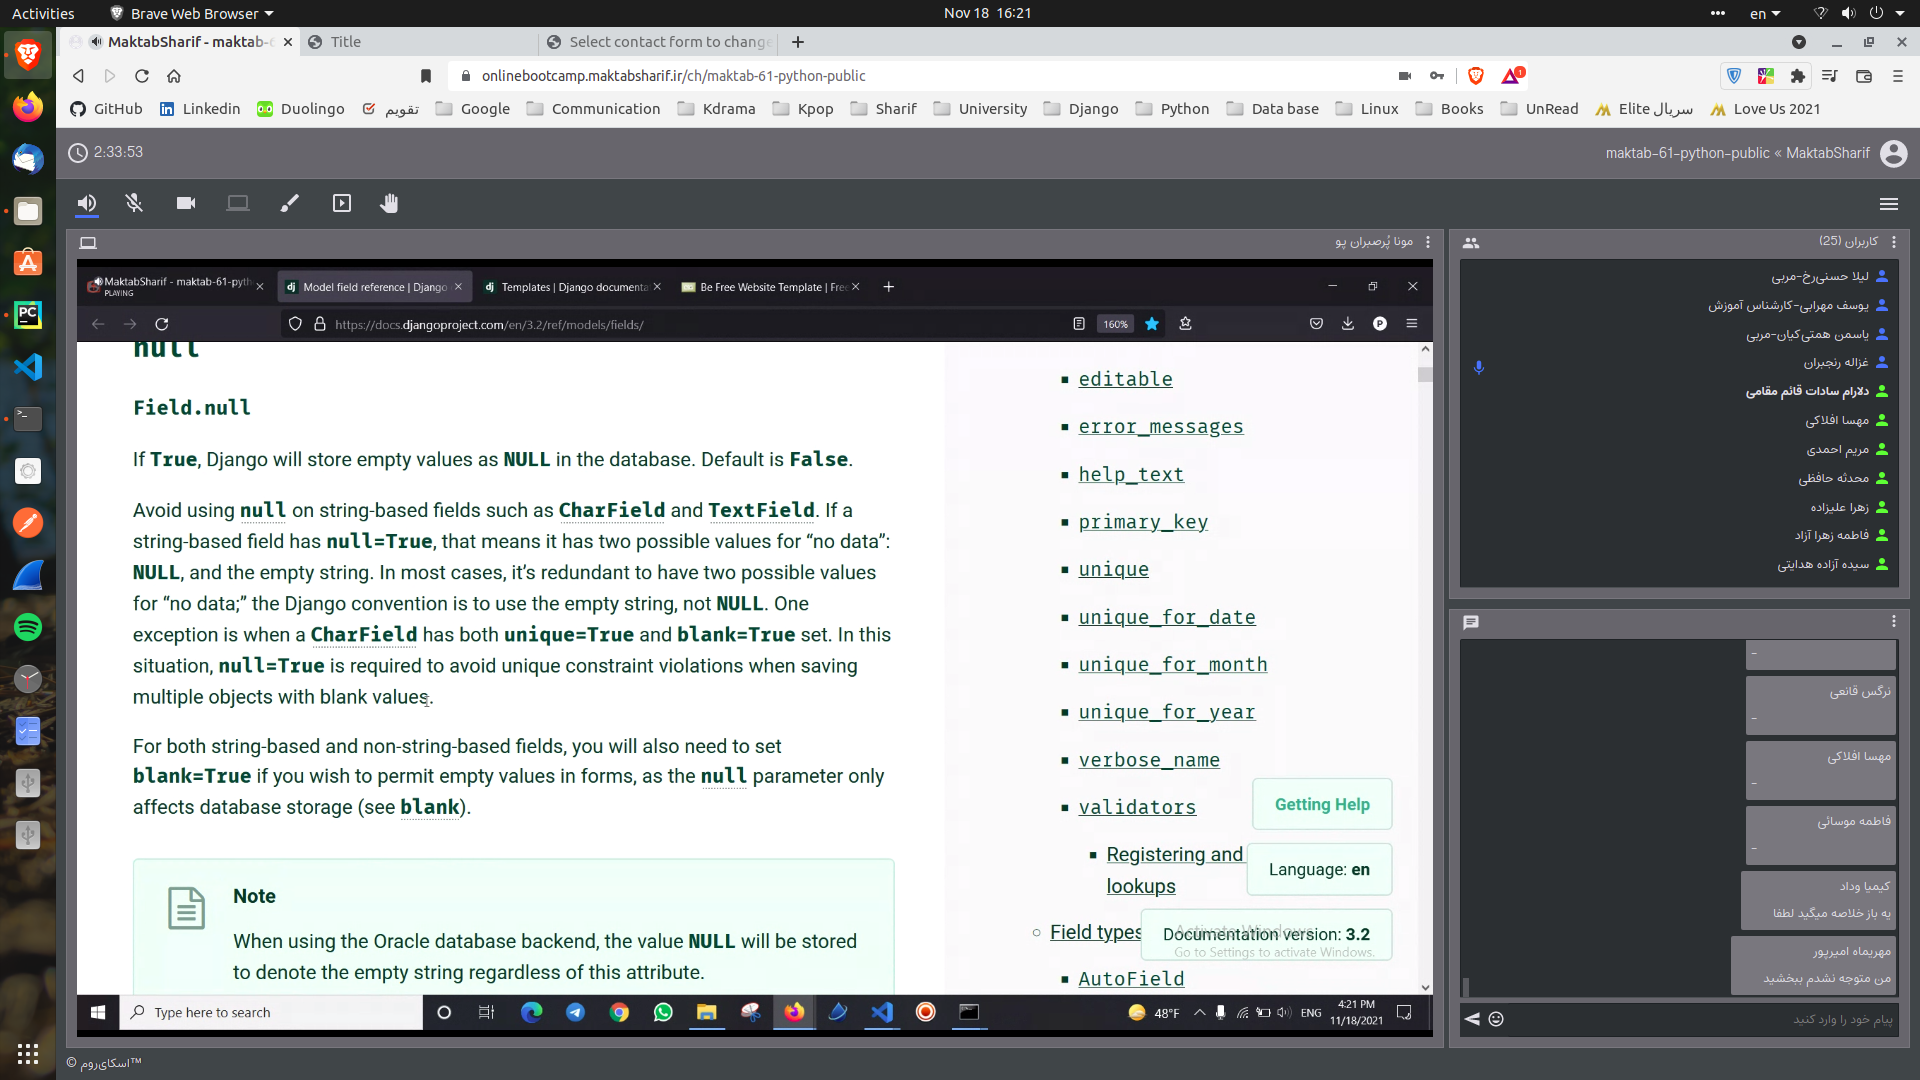 Activities
Brave Web Browser
Nov 18 16:21
en
MaktabSharif - maktab-6
Title
Select contact form to change
onlinebootcamp.maktabsharif.ir/ch/maktab-61-python-public
1
GitHub
Linkedin
Duolingo
تقویم
Google
Communication
Kdrama
Kpop
Sharif
University
Django
Python
Data base
Linux
Books
UnRead
Elite سریال
Love Us 2021
2:33:53
maktab-61-python-public « MaktabSharif
مونا پُرصبران پو
MaktabSharif - maktab-61-pyth
PLAYING
Model field reference | Django
Templates | Django documenta
Be Free Website Template | Free
https://docs.djangoproject.com/en/3.2/ref/models/fields/
160%
P
null
Field.null
If True, Django will store empty values as NULL in the database. Default is False.
Avoid using null on string-based fields such as CharField and TextField. If a
string-based field has null=True, that means it has two possible values for “no data”:
NULL, and the empty string. In most cases, it’s redundant to have two possible values
for “no data;” the Django convention is to use the empty string, not NULL. One
exception is when a CharField has both unique=True and blank=True set. In this
situation, null=True is required to avoid unique constraint violations when saving
multiple objects with blank values.
For both string-based and non-string-based fields, you will also need to set
blank=True if you wish to permit empty values in forms, as the null parameter only
affects database storage (see blank).
Note
When using the Oracle database backend, the value NULL will be stored
to denote the empty string regardless of this attribute.
editable
error_messages
help_text
primary_key
unique
unique_for_date
unique_for_month
unique_for_year
verbose_name
validators
Registering and
lookups
Field types
AutoField
Getting Help
Language: en
Documentation version: 3.2
Activate Windows
Go to Settings to activate Windows.
Type here to search
48°F
ENG
4:21 PM
11/18/2021
کاربران (25)
لیلا حسنی‌رخ-مربی
یوسف مهرابی-کارشناس آموزش
یاسمن همتی‌کیان-مربی
غزاله رنجبران
دلارام سادات قائم مقامی
مهسا افلاکی
مریم احمدی
محدثه حافظی
زهرا علیزاده
فاطمه زهرا آزاد
سیده آزاده هدایتی
–
نرگس قانعی
–
مهسا افلاکی
–
فاطمه موسائی
–
کیمیا وداد
یه باز خلاصه میگید لطفا
مهریماه امیرپور
من متوجه نشدم ببخشید
پیام خود را وارد کنید
© اسکای‌روم™